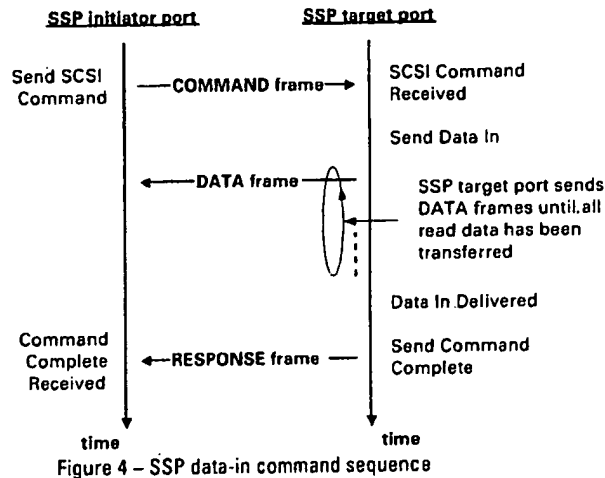 SSP initiator port
SSP target port
Send SCSI
Command
COMMAND frame
SCSI Command
Received
Send Data In
DATA frame
SSP target port sends
DATA frames until.all
read data has been
transferred
Data In.Delivered
Command
Complete
Received
RESPONSE frame
Send Command
Complete
time
time
Figure 4 – SSP data-in command sequence